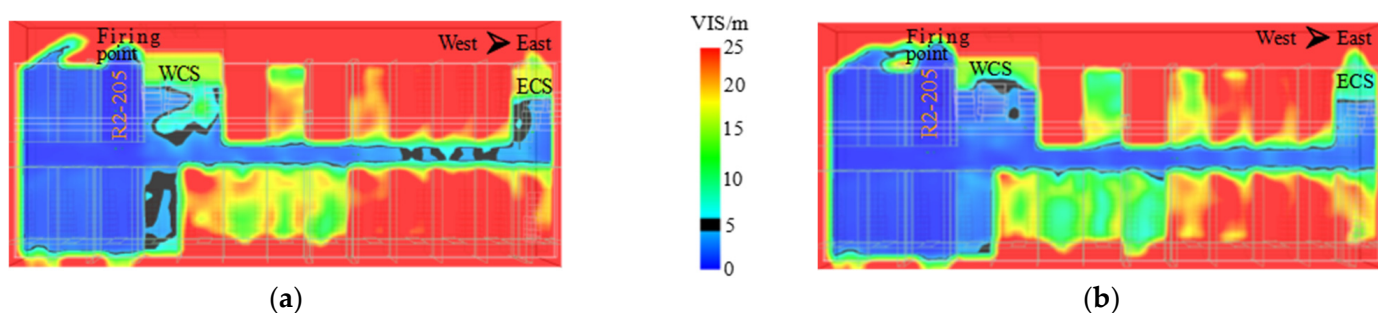 Firing
point
R2-205
WCS
West ➤ East
ECS
(a)
VIS/m
25
20
15
10
5
0
Firing
point
R2-205
WCS
West ➤ East
ECS
(b)